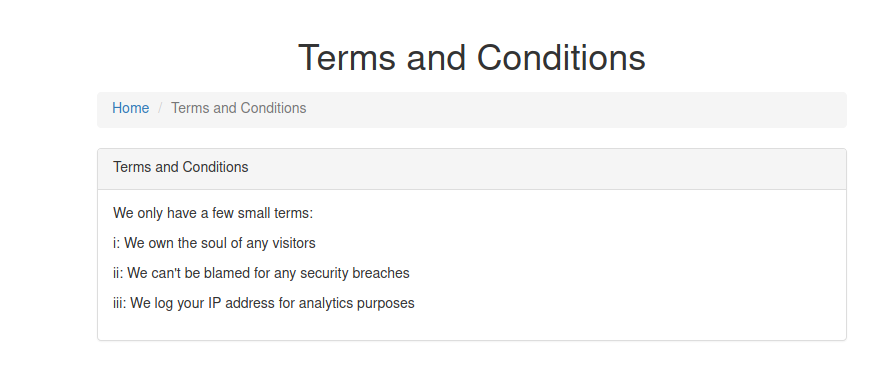 Terms and Conditions
Home / Terms and Conditions
Terms and Conditions
We only have a few small terms:
i: We own the soul of any visitors
ii: We can't be blamed for any security breaches
iii: We log your IP address for analytics purposes